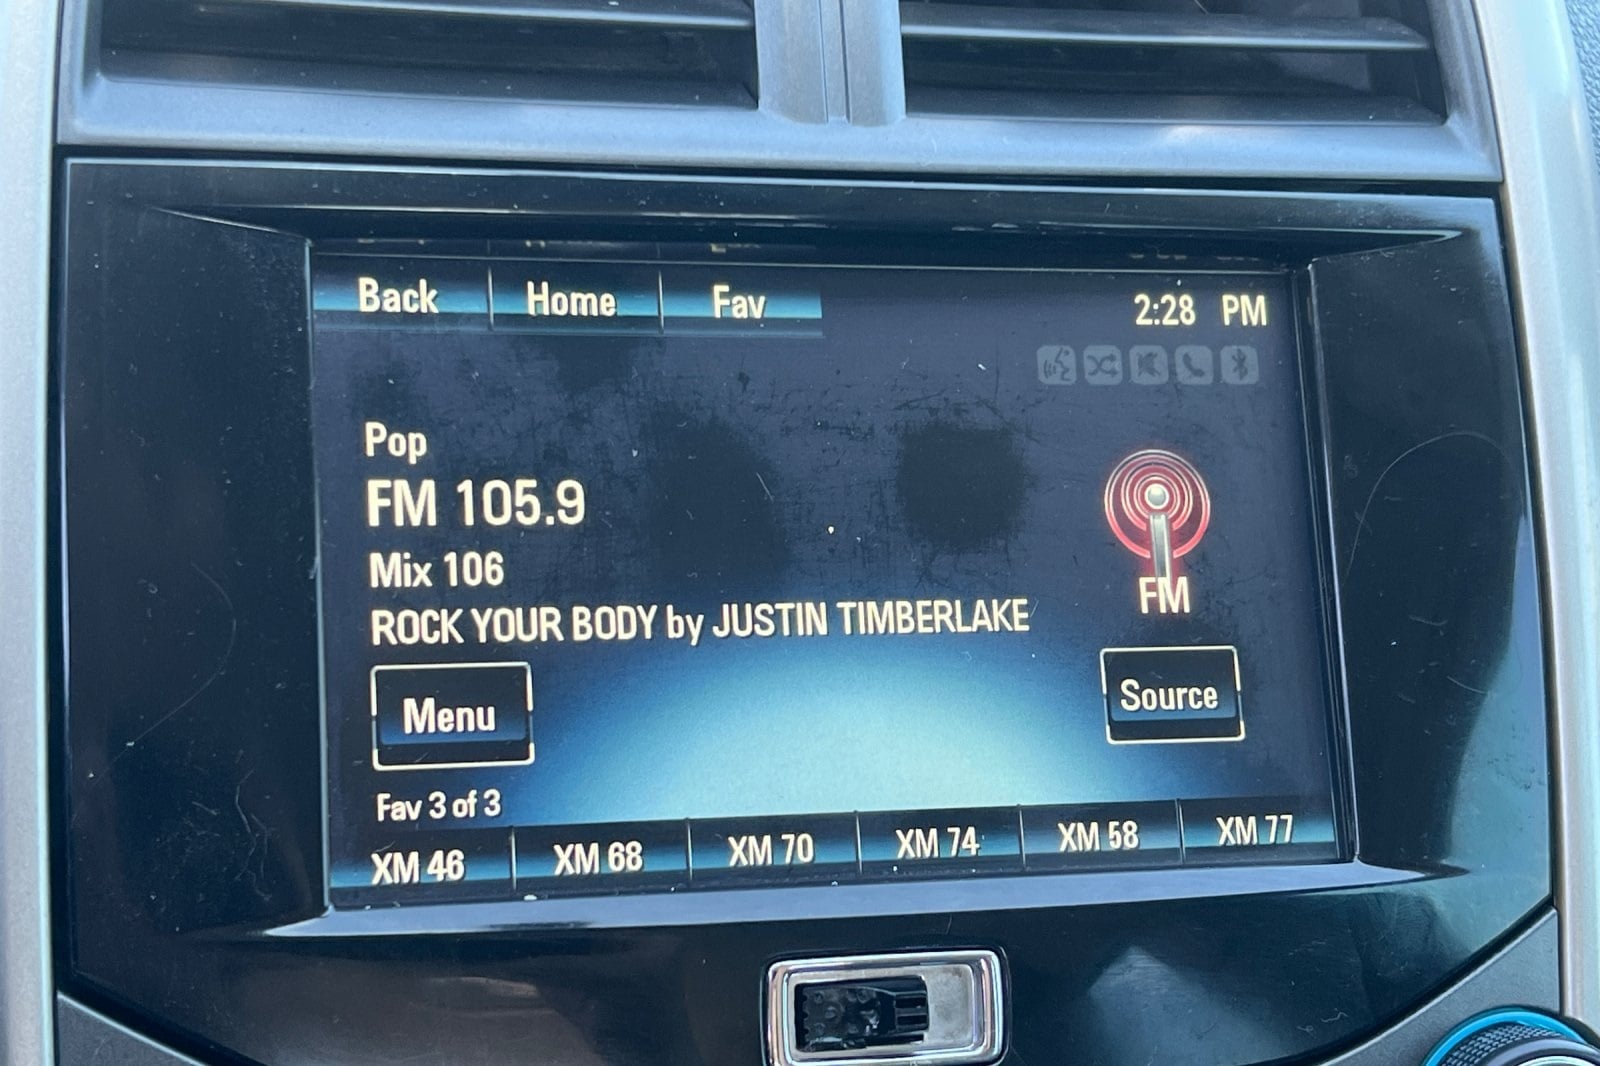 Back Home Fav 2:28 PM
Pop
FM 105.9
Mix 106
ROCK YOUR BODY by JUSTIN TIMBERLAKE
FM
Menu
Source
Fav 3 of 3
XM 46 XM 68 XM 70 XM 74 XM 58 XM 77